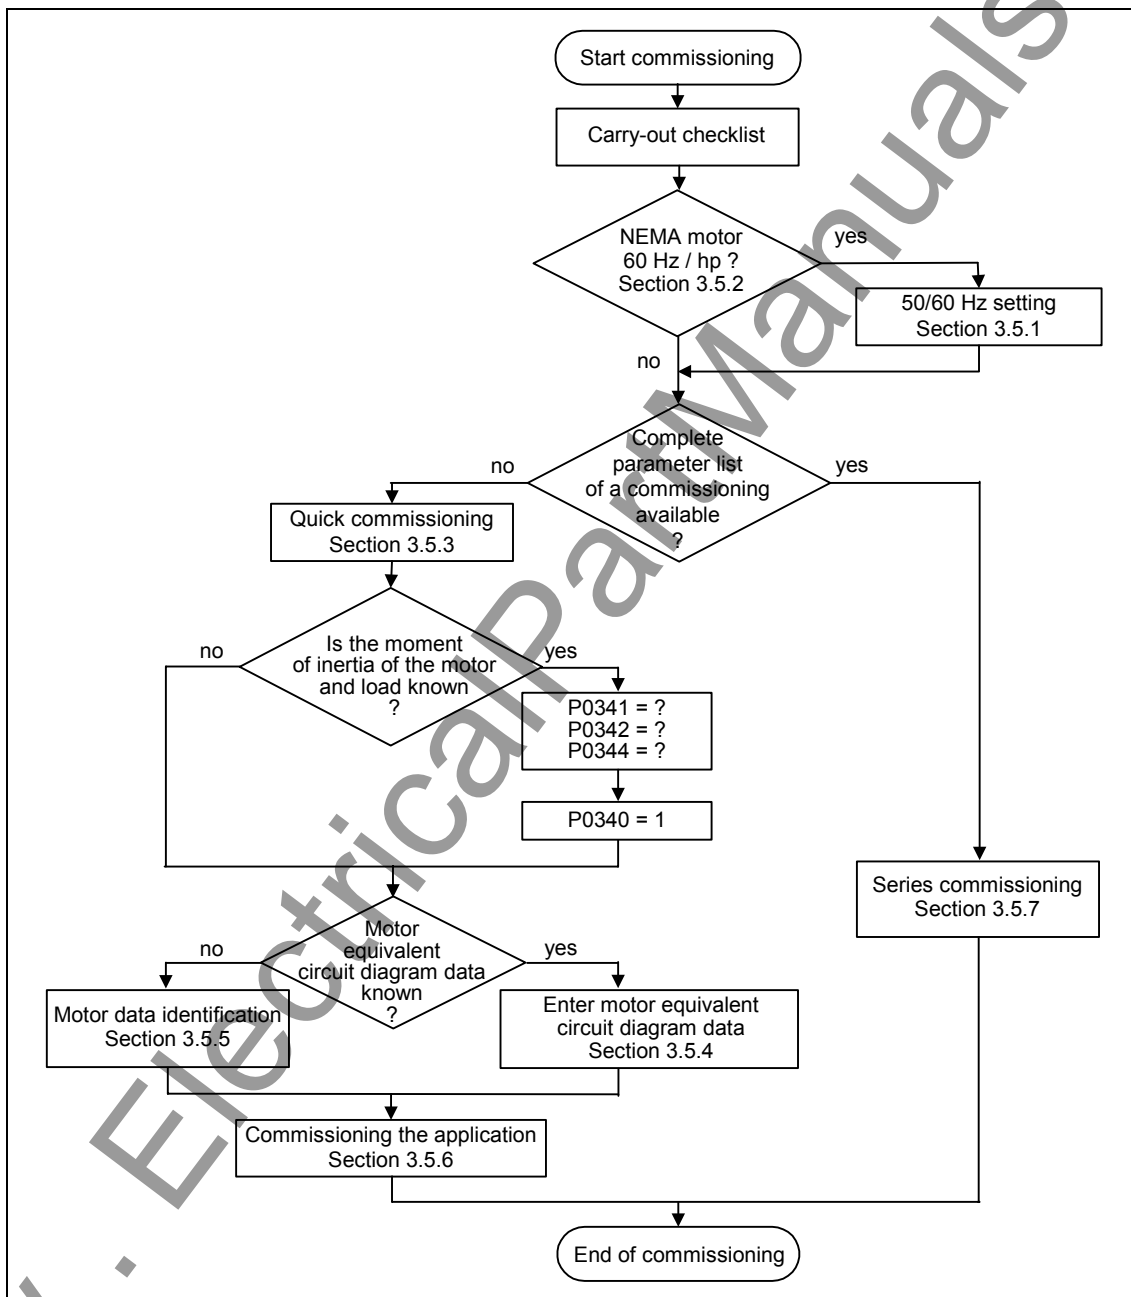 Start commissioning
Carry-out checklist
NEMA motor
60 Hz / hp ?
Section 3.5.2
yes
50/60 Hz setting
Section 3.5.1
no
Complete
parameter list
of a commissioning
available
?
no
yes
Quick commissioning
Section 3.5.3
Is the moment
of inertia of the motor
and load known
?
no
yes
P0341 = ?
P0342 = ?
P0344 = ?
P0340 = 1
Series commissioning
Section 3.5.7
Motor
equivalent
circuit diagram data
known
?
no
yes
Motor data identification
Section 3.5.5
Enter motor equivalent
circuit diagram data
Section 3.5.4
Commissioning the application
Section 3.5.6
End of commissioning
. ElectricalPartManuals